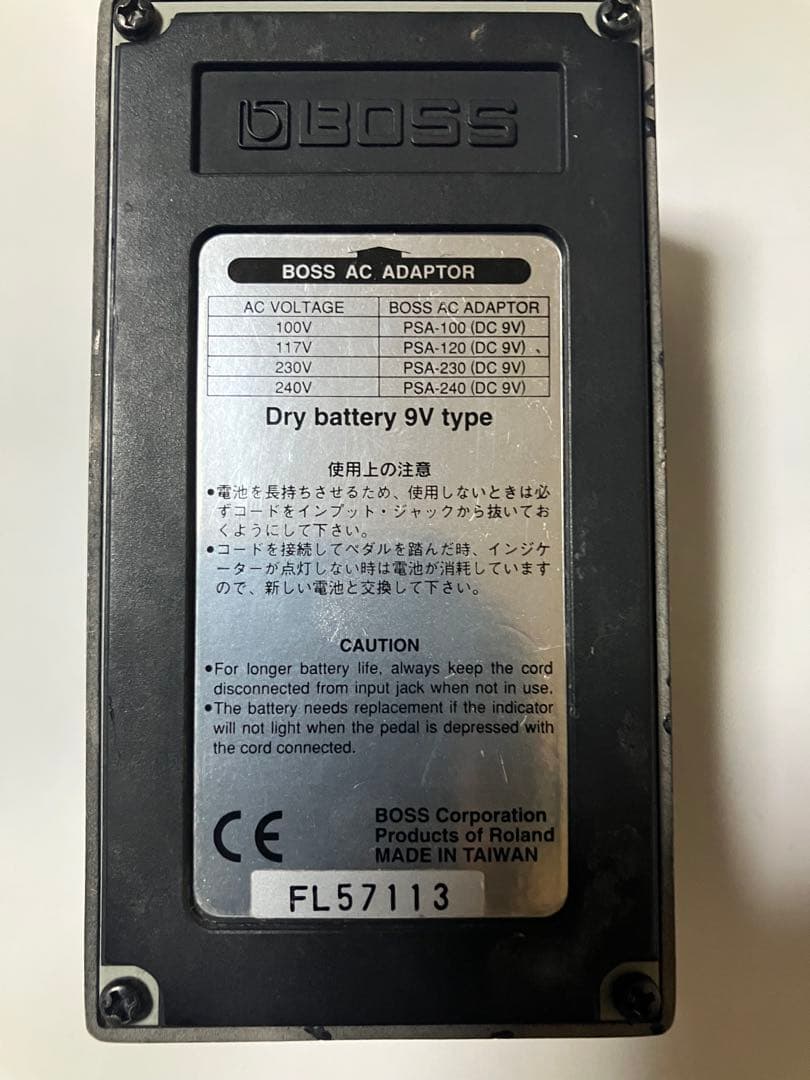 BOSS
BOSS AC ADAPTOR
AC VOLTAGE BOSS AC ADAPTOR
100V PSA-100 (DC 9V)
117V PSA-120 (DC 9V)
230V PSA-230 (DC 9V)
240V PSA-240 (DC 9V)
Dry battery 9V type
使用上の注意
●電池を長持ちさせるため、使用しないときは必
ずコードをインプット・ジャックから抜いてお
くようにして下さい。
●コードを接続してペダルを踏んだ時、インジケ
ーターが点灯しない時は電池が消耗しています
ので、新しい電池と交換して下さい。
CAUTION
●For longer battery life, always keep the cord
disconnected from input jack when not in use.
●The battery needs replacement if the indicator
will not light when the pedal is depressed with
the cord connected.
CE
BOSS Corporation
Products of Roland
MADE IN TAIWAN
FL57113